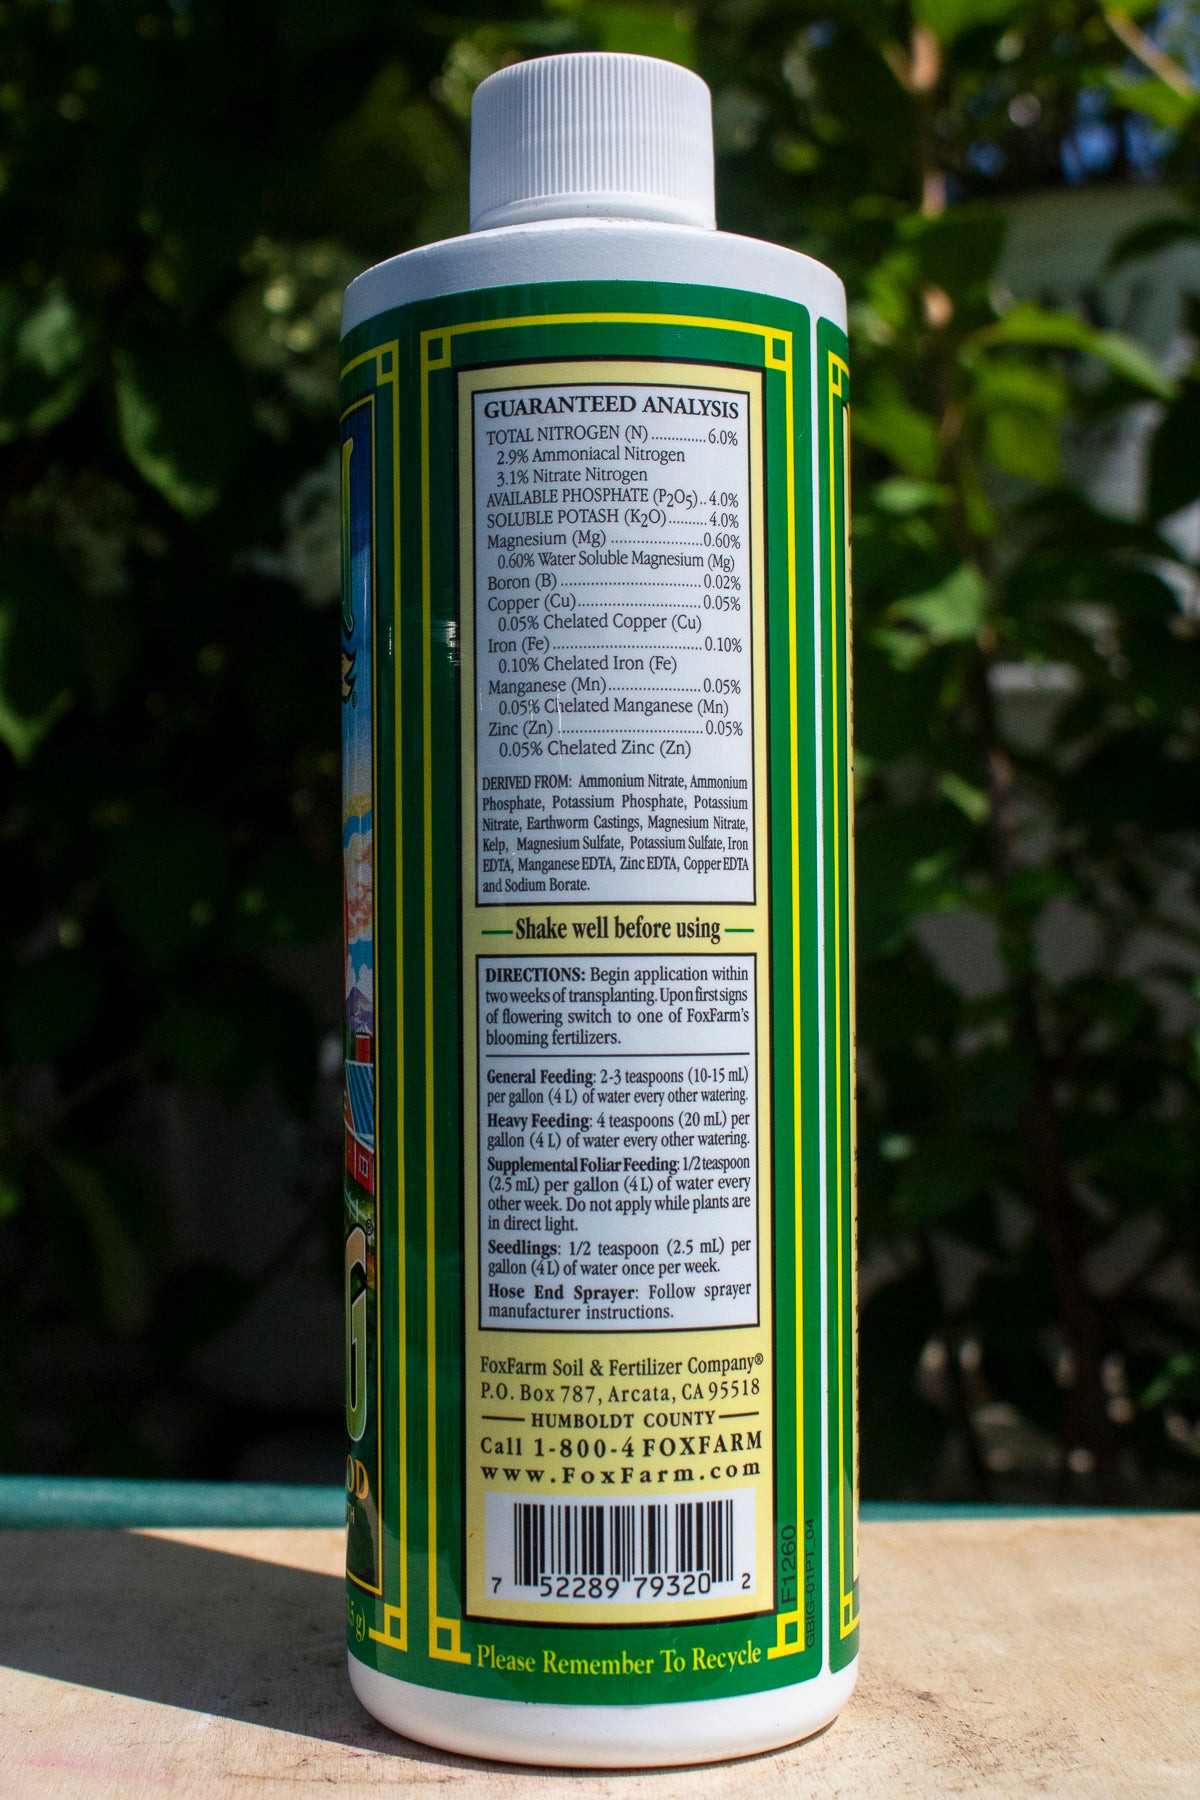 GUARANTEED ANALYSIS
TOTAL NITROGEN (N)..............6.0%
2.9% Ammoniacal Nitrogen
3.1% Nitrate Nitrogen
AVAILABLE PHOSPHATE (P₂O₅)..4.0%
SOLUBLE POTASH (K₂O).........4.0%
Magnesium (Mg)......................0.60%
0.60% Water Soluble Magnesium (Mg)
Boron (B)..................................0.02%
Copper (Cu).............................0.05%
0.05% Chelated Copper (Cu)
Iron (Fe)....................................0.10%
0.10% Chelated Iron (Fe)
Manganese (Mn)......................0.05%
0.05% Chelated Manganese (Mn)
Zinc (Zn)...................................0.05%
0.05% Chelated Zinc (Zn)
DERIVED FROM: Ammonium Nitrate, Ammonium
Phosphate, Potassium Phosphate, Potassium
Nitrate, Earthworm Castings, Magnesium Nitrate,
Kelp, Magnesium Sulfate, Potassium Sulfate, Iron
EDTA, Manganese EDTA, Zinc EDTA, Copper EDTA
and Sodium Borate.
Shake well before using
DIRECTIONS: Begin application within
two weeks of transplanting. Upon first signs
of flowering switch to one of FoxFarm's
blooming fertilizers.
General Feeding: 2-3 teaspoons (10-15 mL)
per gallon (4 L) of water every other watering.
Heavy Feeding: 4 teaspoons (20 mL) per
gallon (4 L) of water every other watering.
Supplemental Foliar Feeding: 1/2 teaspoon
(2.5 mL) per gallon (4 L) of water every
other week. Do not apply while plants are
in direct light.
Seedlings: 1/2 teaspoon (2.5 mL) per
gallon (4 L) of water once per week.
Hose End Sprayer: Follow sprayer
manufacturer instructions.
FoxFarm Soil & Fertilizer Company®
P.O. Box 787, Arcata, CA 95518
HUMBOLDT COUNTY
Call 1-800-4 FOXFARM
www.FoxFarm.com
7 52289 79320 2
F1260
GBIG-01PT_04
Please Remember To Recycle
G®
OD